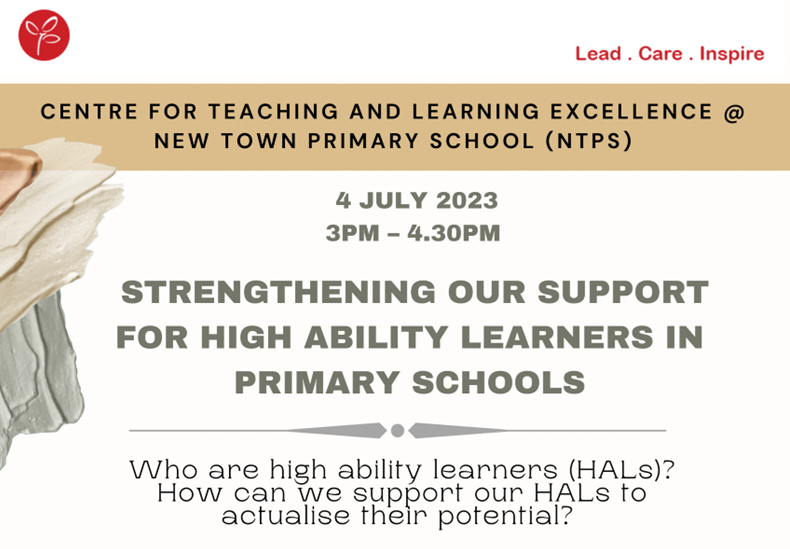 Lead . Care . Inspire
CENTRE FOR TEACHING AND LEARNING EXCELLENCE @
NEW TOWN PRIMARY SCHOOL (NTPS)
4 JULY 2023
3PM – 4.30PM
STRENGTHENING OUR SUPPORT
FOR HIGH ABILITY LEARNERS IN
PRIMARY SCHOOLS
Who are high ability learners (HALs)?
How can we support our HALs to
actualise their potential?